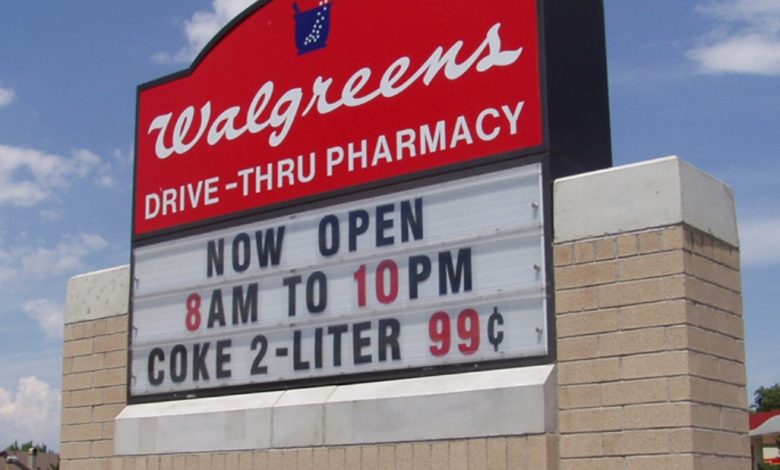 Walgreens
DRIVE-THRU PHARMACY
NOW OPEN
8AM TO 10PM
COKE 2-LITER 99¢